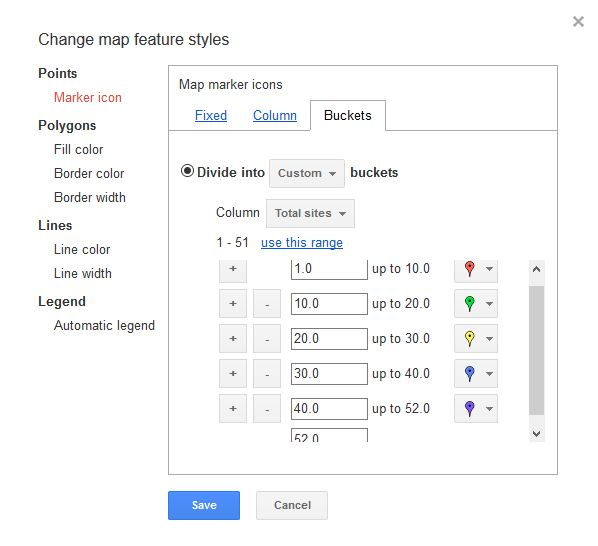 Change map feature styles
Points
Marker icon
Polygons
Fill color
Border color
Border width
Lines
Line color
Line width
Legend
Automatic legend
Map marker icons
Fixed Column Buckets
Divide into Custom buckets
Column Total sites
1 - 51 use this range
+ 1.0 up to 10.0
+ - 10.0 up to 20.0
+ - 20.0 up to 30.0
+ - 30.0 up to 40.0
+ - 40.0 up to 52.0
52.0
Save Cancel